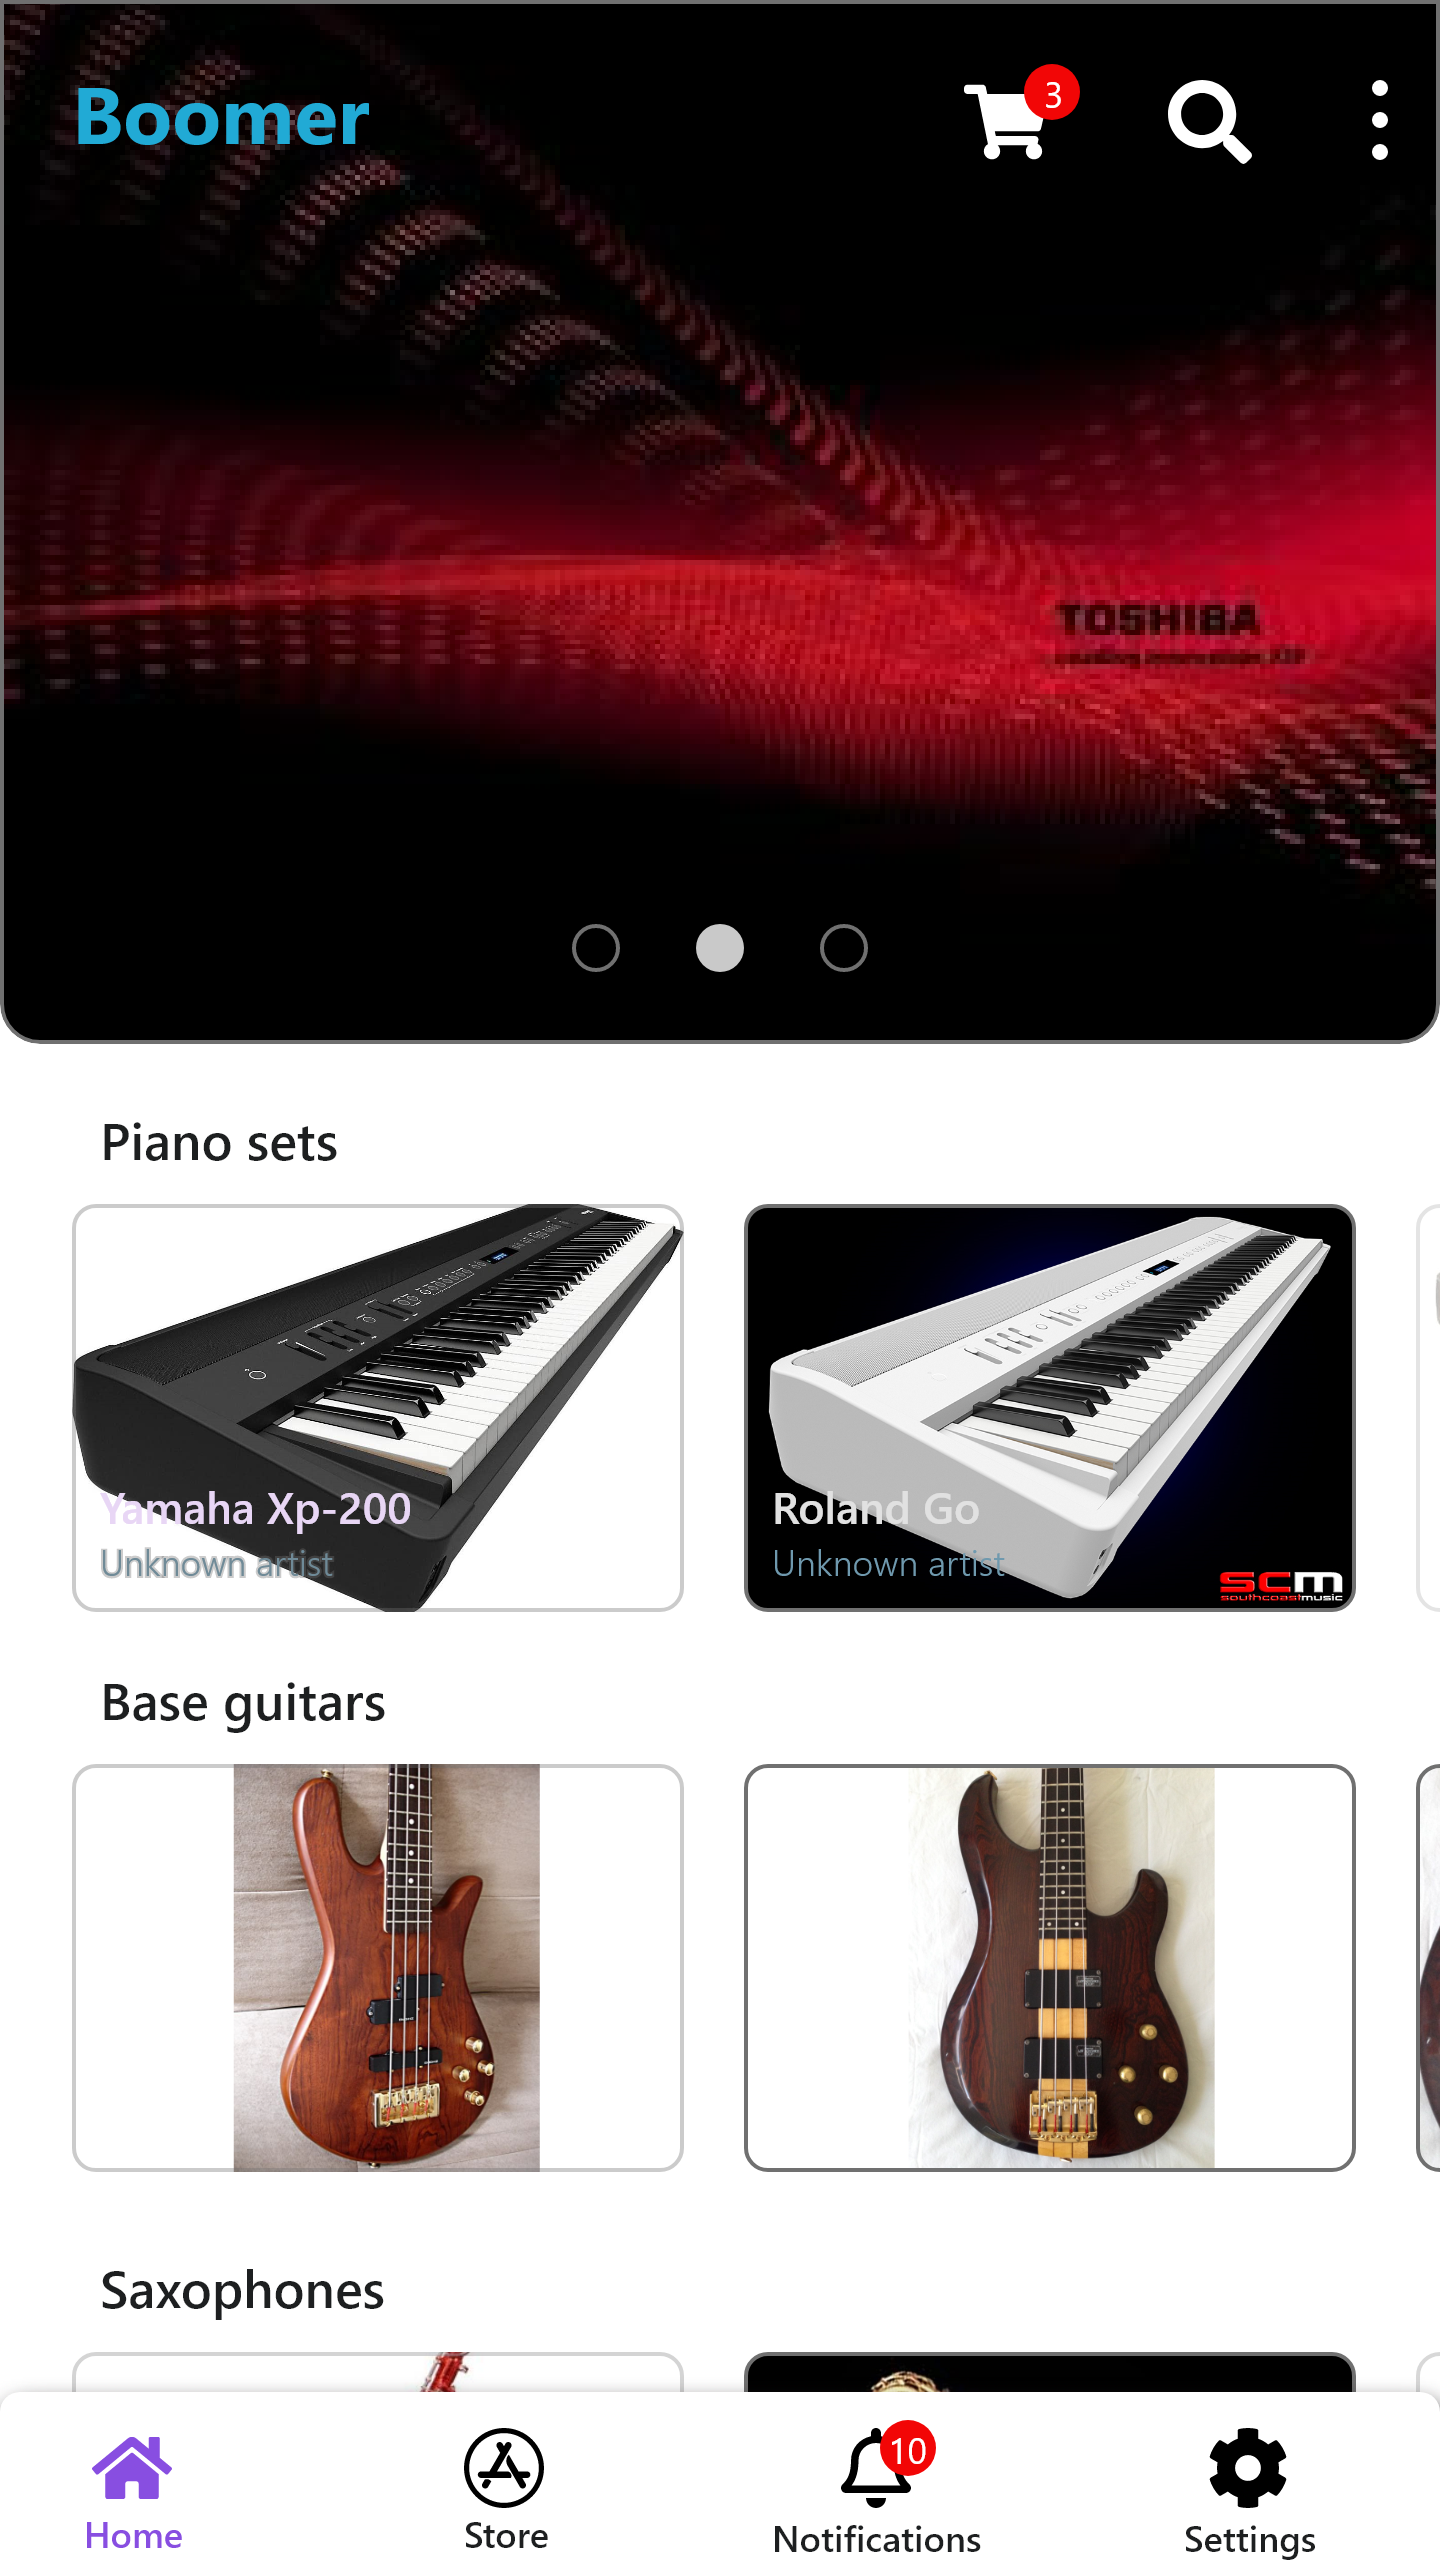 Boomer
3
TOSHIBA
Piano sets
Yamaha Xp-200
Unknown artist
Roland Go
Unknown artist
SCM
southcoastmusic
Base guitars
Saxophones
10
Home
Store
Notifications
Settings